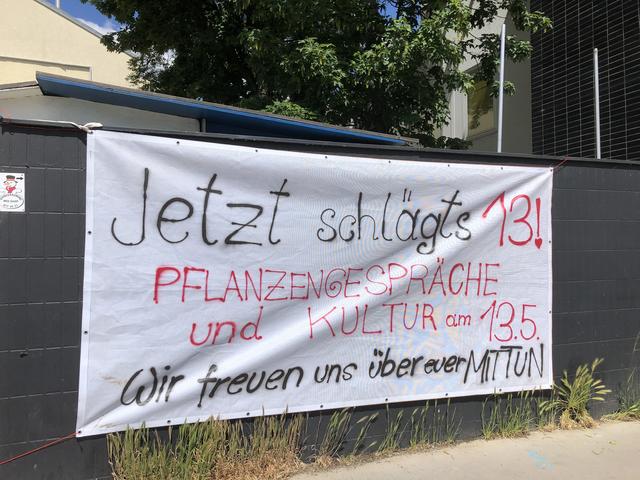 Jetzt schlägts 13!
PFLANZENGESPRÄCHE
und KULTUR am 13.5.
Wir freuen uns über euer MITTUN